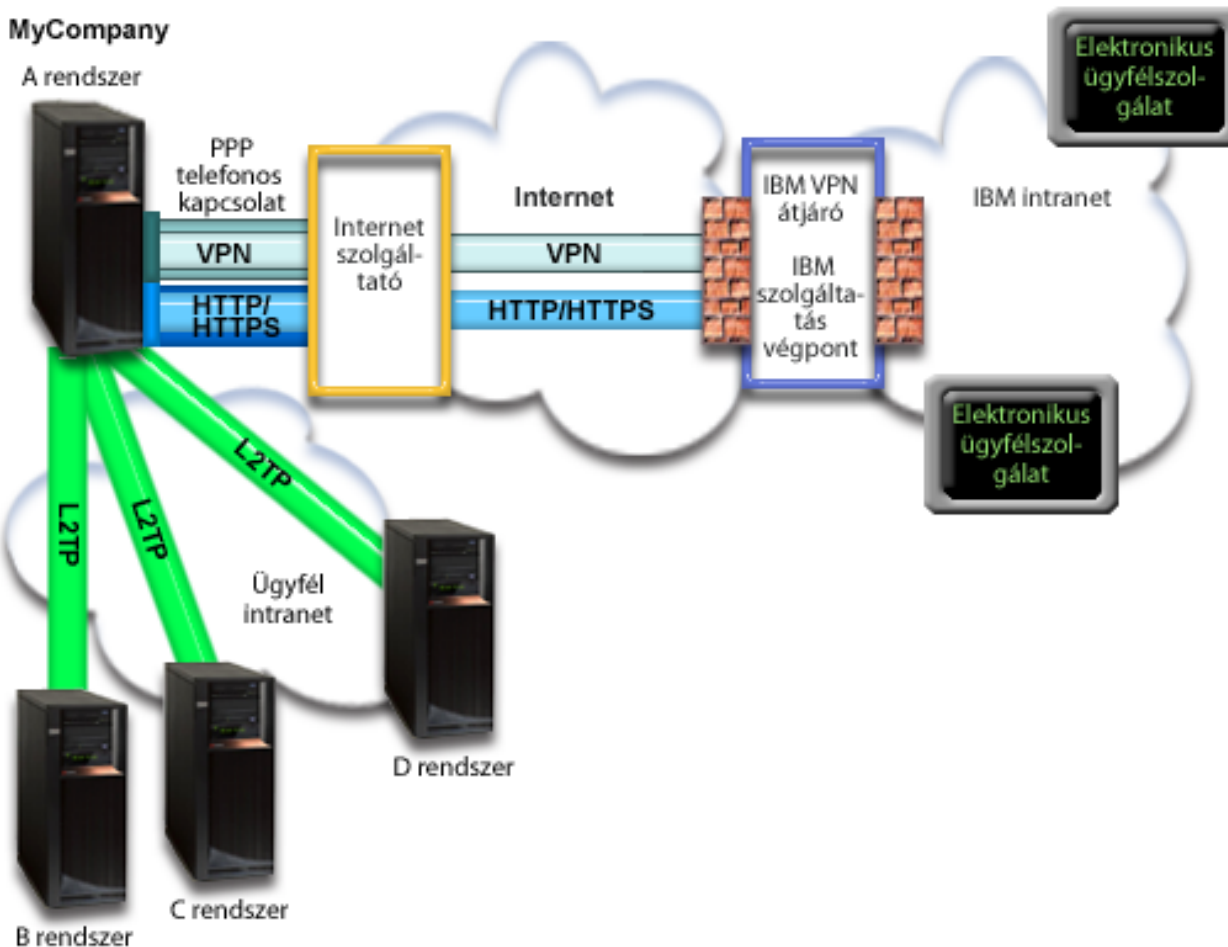 MyCompany
A rendszer
PPP
telefonos
kapcsolat
VPN
HTTP/
HTTPS
Internet
szolgál-
tató
Internet
VPN
HTTP/HTTPS
IBM VPN
átjáró
IBM
szolgálta-
tás
végpont
IBM intranet
Elektronikus
ügyfélszol-
gálat
Elektronikus
ügyfélszol-
gálat
L2TP
L2TP
L2TP
Ügyfél
intranet
D rendszer
C rendszer
B rendszer